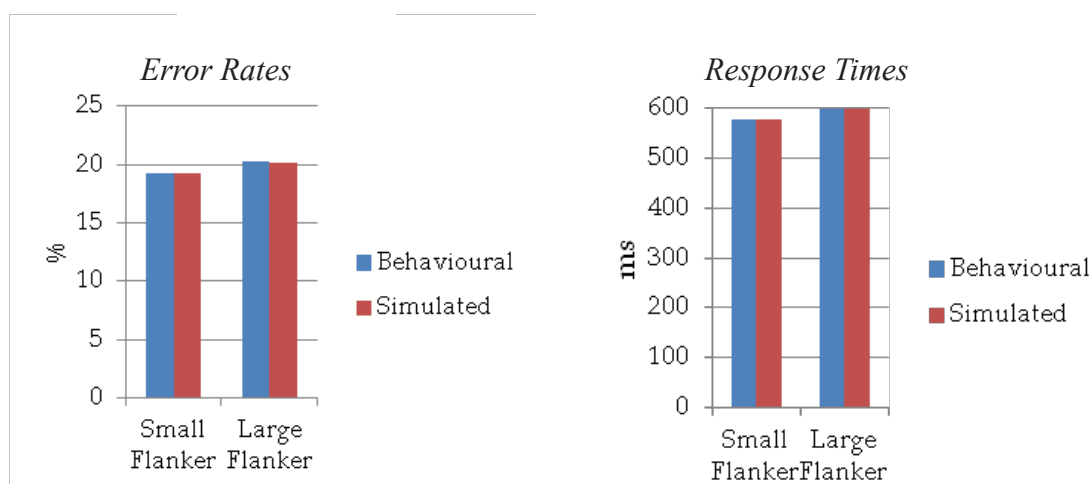 Error Rates
25
20
15
10
5
0
%
Small
Flanker
Large
Flanker
Behavioural
Simulated
Response Times
600
500
400
300
200
100
0
ms
Small
Flanker
Large
Flanker
Behavioural
Simulated